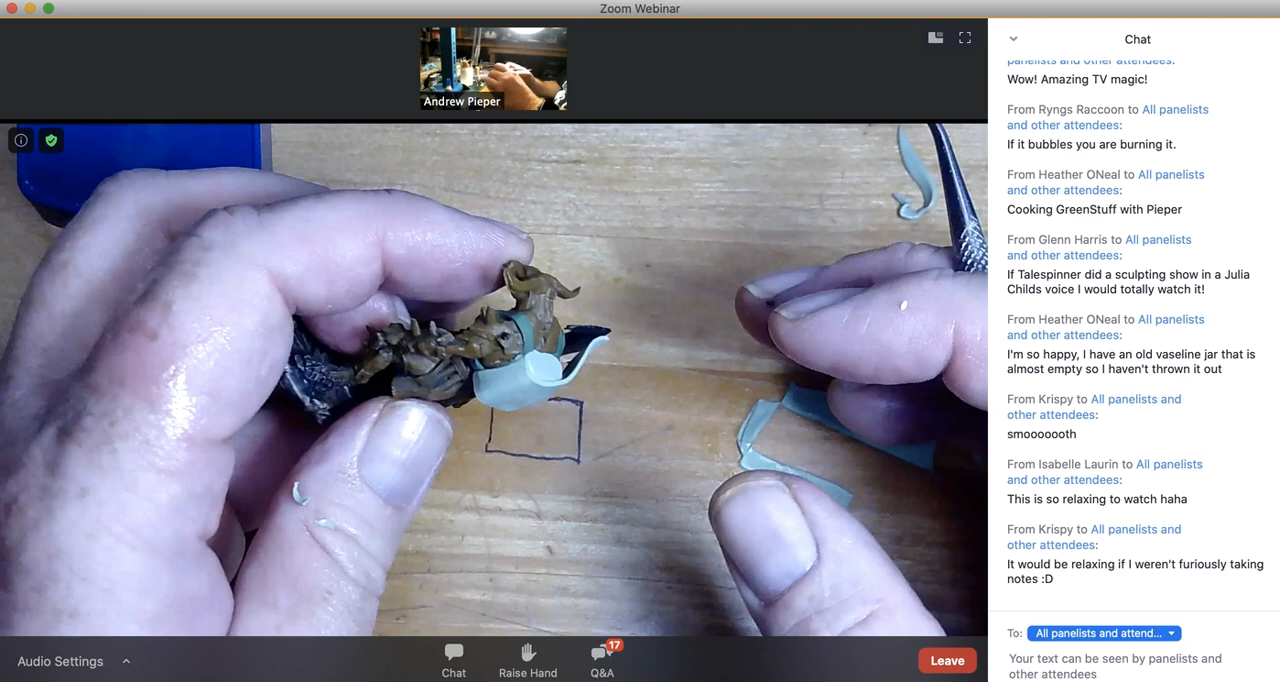 Zoom Webinar
Andrew Pieper
Chat
panelists and other attendees:
Wow! Amazing TV magic!
From Ryngs Raccoon to All panelists
and other attendees:
If it bubbles you are burning it.
From Heather ONeal to All panelists
and other attendees:
Cooking GreenStuff with Pieper
From Glenn Harris to All panelists
and other attendees:
If Talespinner did a sculpting show in a Julia
Childs voice I would totally watch it!
From Heather ONeal to All panelists
and other attendees:
I'm so happy, I have an old vaseline jar that is
almost empty so I haven't thrown it out
From Krispy to All panelists and
other attendees:
smooooooth
From Isabelle Laurin to All panelists
and other attendees:
This is so relaxing to watch haha
From Krispy to All panelists and
other attendees:
It would be relaxing if I weren't furiously taking
notes :D
To: All panelists and attend...
Your text can be seen by panelists and
other attendees
Audio Settings
Chat
Raise Hand
17
Q&A
Leave